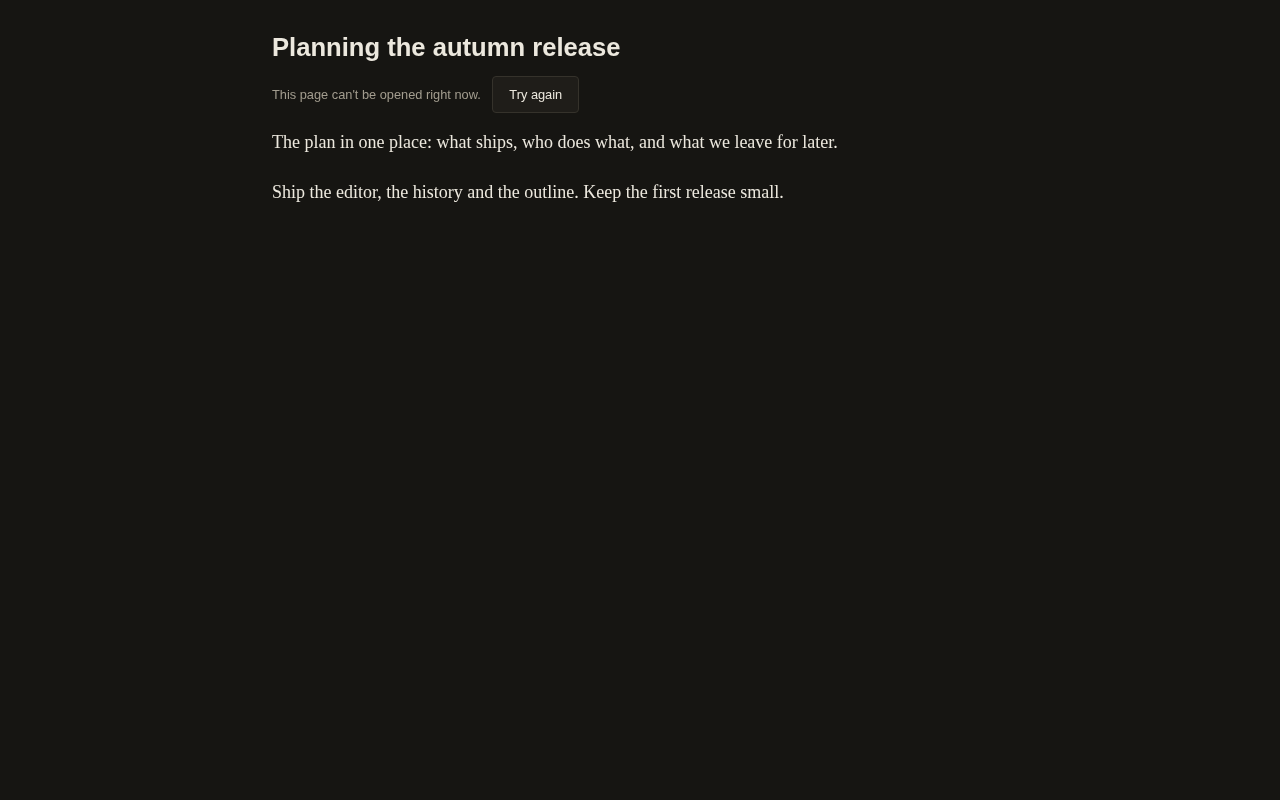 Planning the autumn release
This page can't be opened right now.
Try again
The plan in one place: what ships, who does what, and what we leave for later.
Ship the editor, the history and the outline. Keep the first release small.